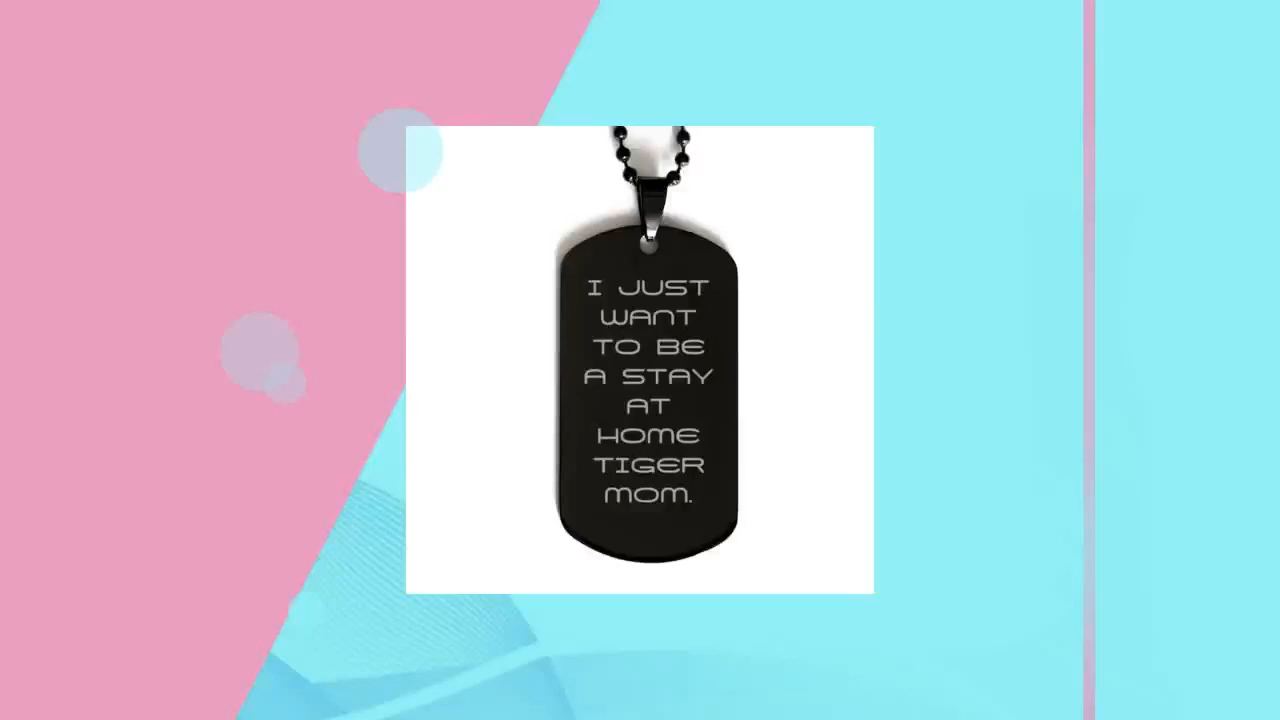 I JUST
WANT
TO BE
A STAY
AT
HOME
TIGER
MOM.